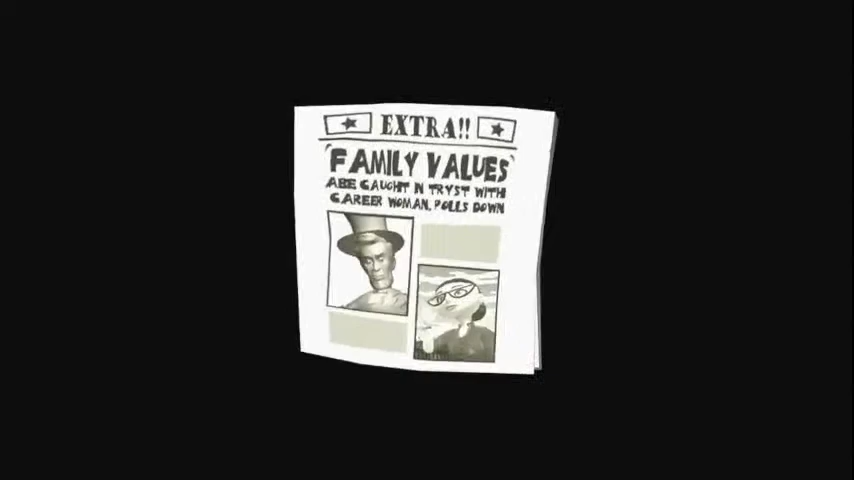 EXTRA!!
"FAMILY VALUES"
ABE CAUGHT IN TRYST WITH
CAREER WOMAN, POLLS DOWN